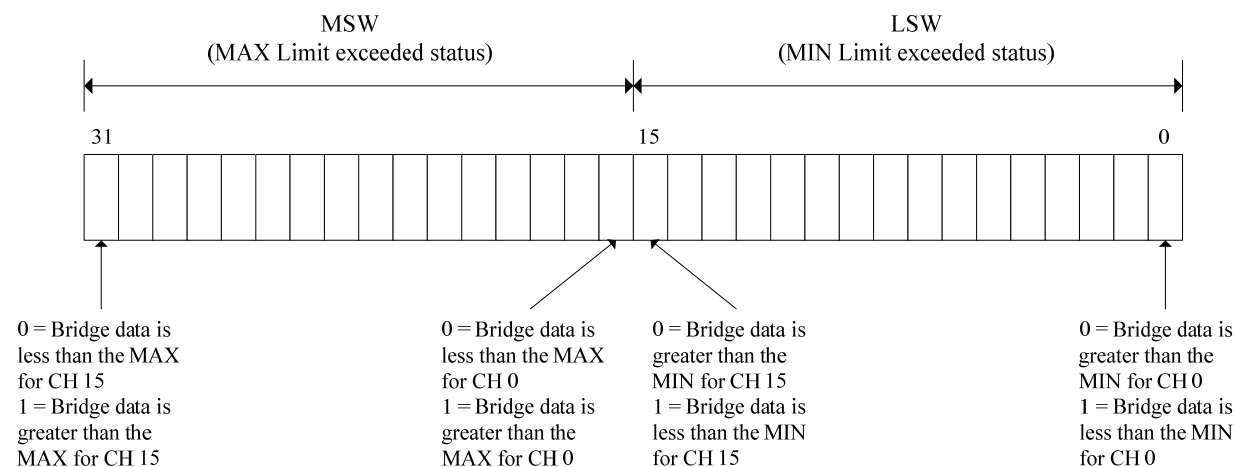 MSW
(MAX Limit exceeded status)
LSW
(MIN Limit exceeded status)
31
15
0
0 = Bridge data is
less than the MAX
for CH 15
1 = Bridge data is
greater than the
MAX for CH 15
0 = Bridge data is
less than the MAX
for CH 0
1 = Bridge data is
greater than the
MAX for CH 0
0 = Bridge data is
greater than the
MIN for CH 15
1 = Bridge data is
less than the MIN
for CH 15
0 = Bridge data is
greater than the
MIN for CH 0
1 = Bridge data is
less than the MIN
for CH 0